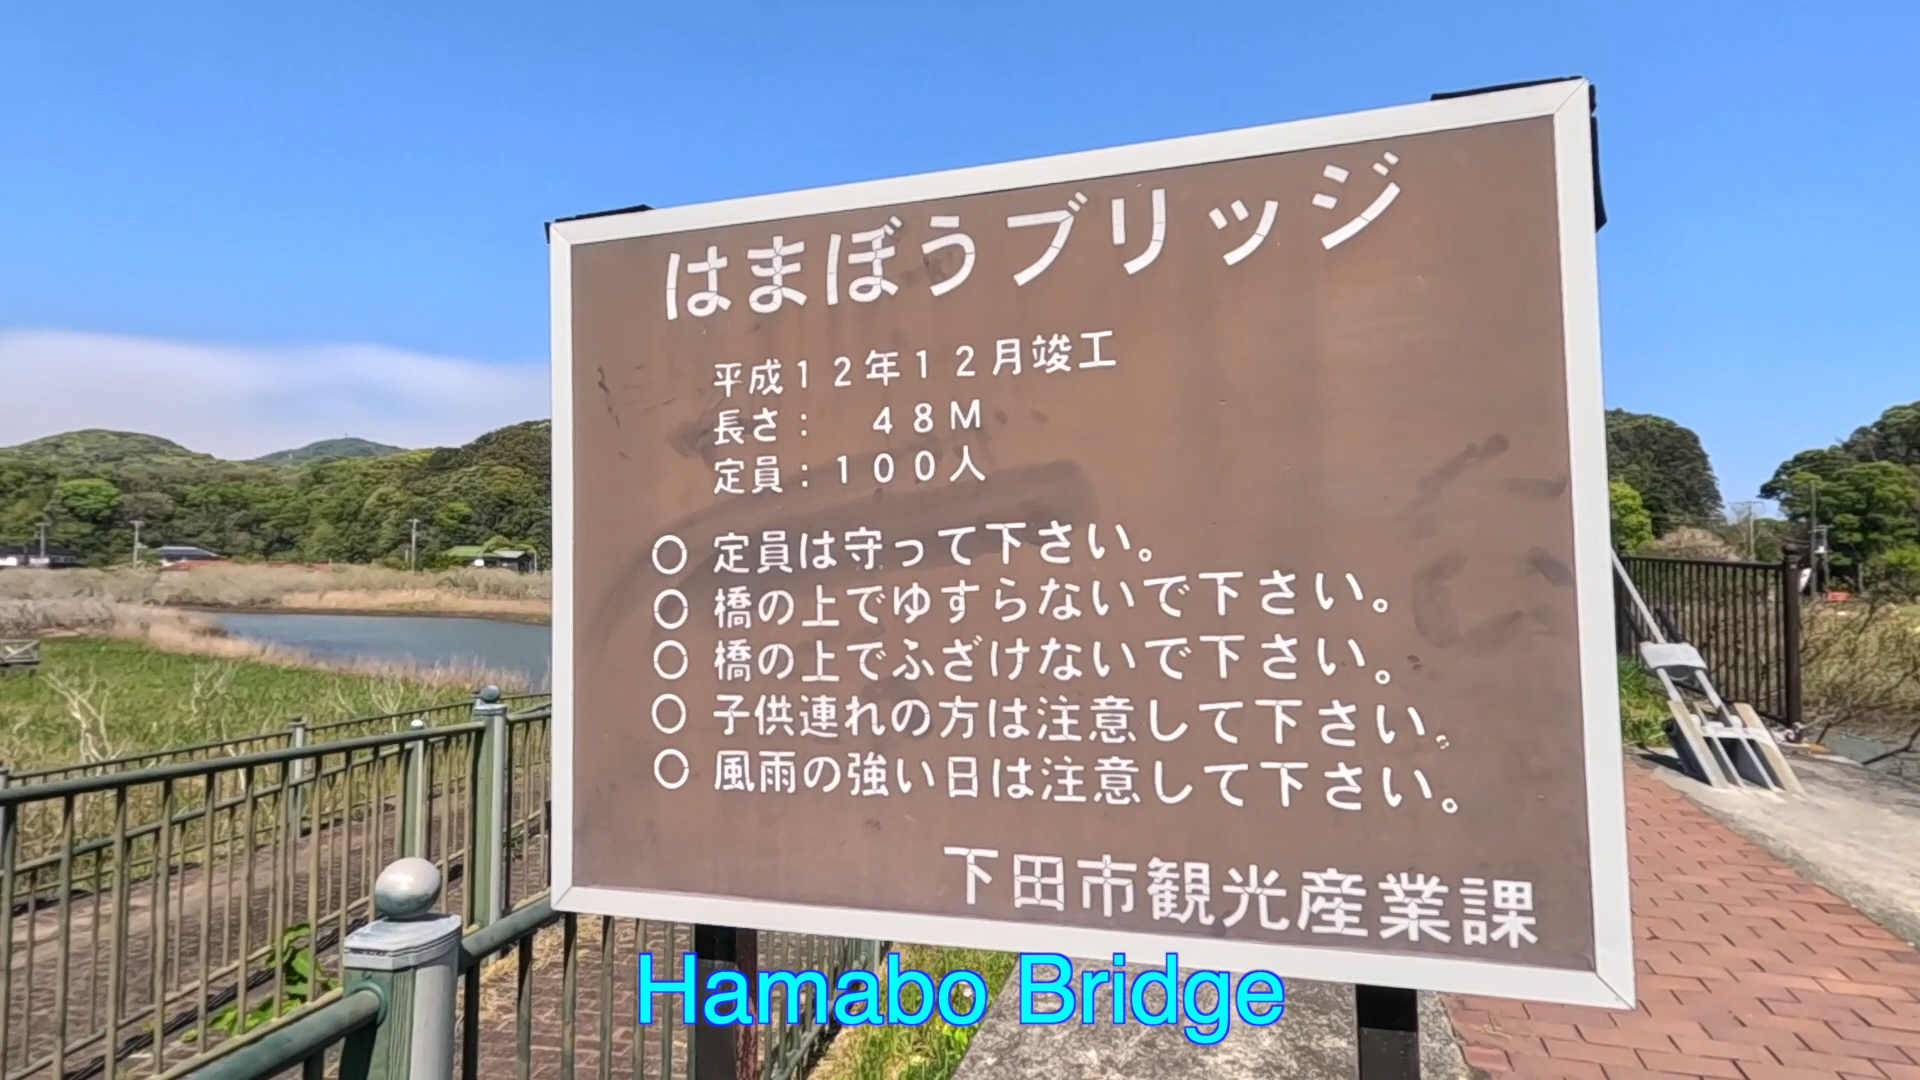 はまぼうブリッジ
平成12年12月竣工
長さ： 48M
定員：100人
○ 定員は守って下さい。
○ 橋の上でゆすらないで下さい。
○ 橋の上でふざけないで下さい。
○ 子供連れの方は注意して下さい。
○ 風雨の強い日は注意して下さい。
下田市観光産業課
Hamabo Bridge